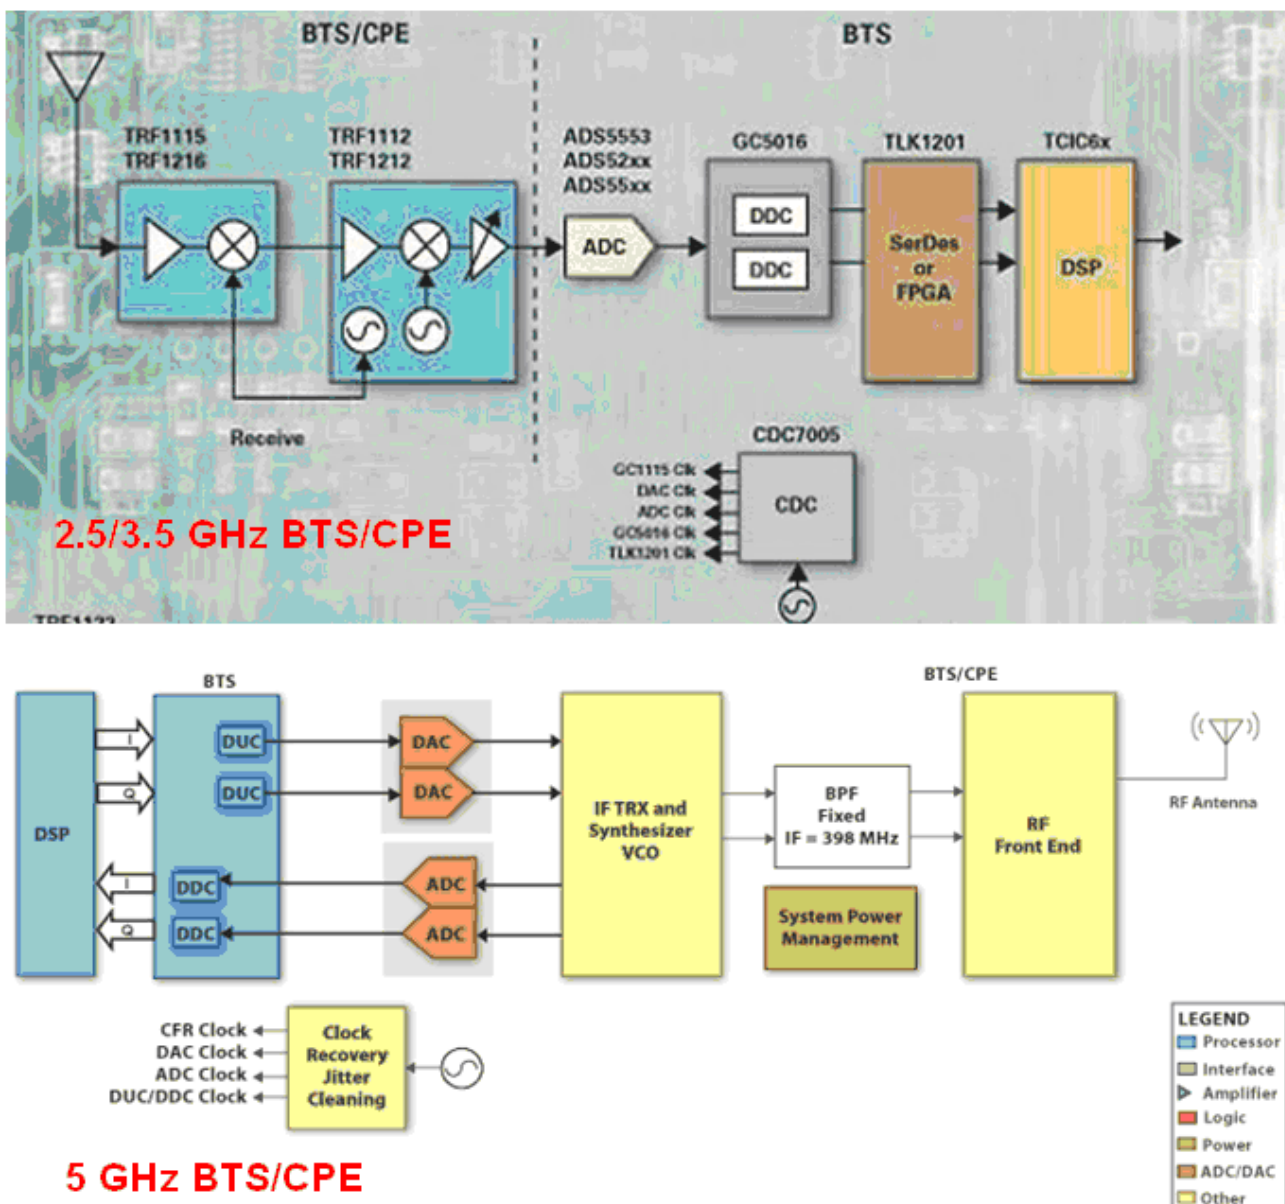 BTS/CPE
BTS
TRF1115
TRF1216
TRF1112
TRF1212
ADS5553
ADS52xx
ADS55xx
GC5016
TLK1201
TCIC6x
DDC
DDC
ADC
SerDes
or
FPGA
DSP
Receive
CDC7005
GC1115 Clk
DAC Clk
ADC Clk
GC5016 Clk
TLK1201 Clk
CDC
2.5/3.5 GHz BTS/CPE
BTS
BTS/CPE
DSP
I
Q
I
Q
DUC
DUC
DDC
DDC
DAC
DAC
ADC
ADC
IF TRX and
Synthesizer
VCO
BPF
Fixed
IF = 398 MHz
System Power
Management
RF
Front End
RF Antenna
CFR Clock
DAC Clock
ADC Clock
DUC/DDC Clock
Clock
Recovery
Jitter
Cleaning
5 GHz BTS/CPE
LEGEND
Processor
Interface
Amplifier
Logic
Power
ADC/DAC
Other